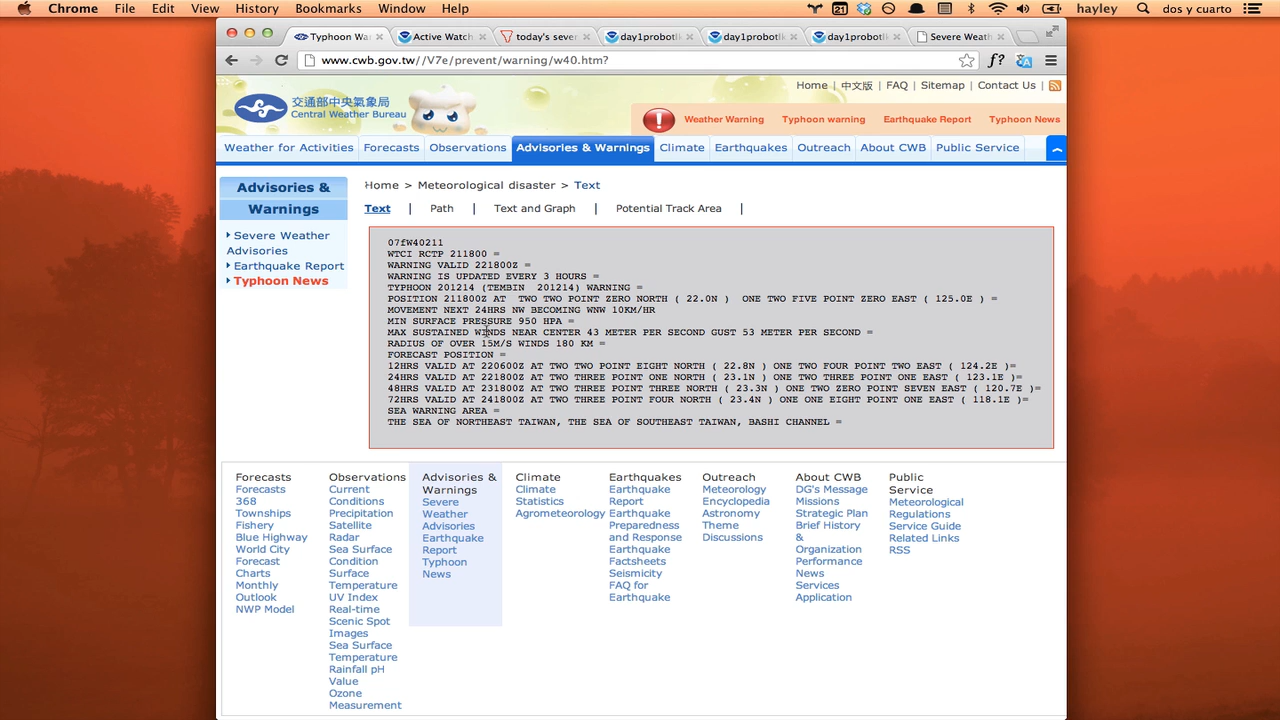 Chrome File Edit View History Bookmarks Window Help 21 hayley dos y cuarto
Typhoon Wa Active Watch today's sever day1probotlk day1probotlk day1probotlk Severe Weath
www.cwb.gov.tw//V7e/prevent/warning/w40.htm? f?
Home | 中文版 | FAQ | Sitemap | Contact Us |
交通部中央氣象局
Central Weather Bureau
Weather Warning Typhoon warning Earthquake Report Typhoon News
Weather for Activities Forecasts Observations Advisories & Warnings Climate Earthquakes Outreach About CWB Public Service
Advisories &
Warnings
Severe Weather
Advisories
Earthquake Report
Typhoon News
Home > Meteorological disaster > Text
Text | Path | Text and Graph | Potential Track Area |
07fW40211
WTCI RCTP 211800 =
WARNING VALID 221800Z =
WARNING IS UPDATED EVERY 3 HOURS =
TYPHOON 201214 (TEMBIN 201214) WARNING =
POSITION 211800Z AT TWO TWO POINT ZERO NORTH ( 22.0N ) ONE TWO FIVE POINT ZERO EAST ( 125.0E ) =
MOVEMENT NEXT 24HRS NW BECOMING WNW 10KM/HR
MIN SURFACE PRESSURE 950 HPA =
MAX SUSTAINED WINDS NEAR CENTER 43 METER PER SECOND GUST 53 METER PER SECOND =
RADIUS OF OVER 15M/S WINDS 180 KM =
FORECAST POSITION =
12HRS VALID AT 220600Z AT TWO TWO POINT EIGHT NORTH ( 22.8N ) ONE TWO FOUR POINT TWO EAST ( 124.2E )=
24HRS VALID AT 221800Z AT TWO THREE POINT ONE NORTH ( 23.1N ) ONE TWO THREE POINT ONE EAST ( 123.1E )=
48HRS VALID AT 231800Z AT TWO THREE POINT THREE NORTH ( 23.3N ) ONE TWO ZERO POINT SEVEN EAST ( 120.7E )=
72HRS VALID AT 241800Z AT TWO THREE POINT FOUR NORTH ( 23.4N ) ONE ONE EIGHT POINT ONE EAST ( 118.1E )=
SEA WARNING AREA =
THE SEA OF NORTHEAST TAIWAN, THE SEA OF SOUTHEAST TAIWAN, BASHI CHANNEL =
Forecasts
Forecasts
368
Townships
Fishery
Blue Highway
World City
Forecast
Charts
Monthly
Outlook
NWP Model
Observations
Current
Conditions
Precipitation
Satellite
Radar
Sea Surface
Condition
Surface
Temperature
UV Index
Real-time
Scenic Spot
Images
Sea Surface
Temperature
Rainfall pH
Value
Ozone
Measurement
Advisories &
Warnings
Severe
Weather
Advisories
Earthquake
Report
Typhoon
News
Climate
Climate
Statistics
Agrometeorology
Earthquakes
Earthquake
Report
Earthquake
Preparedness
and Response
Earthquake
Factsheets
Seismicity
FAQ for
Earthquake
Outreach
Meteorology
Encyclopedia
Astronomy
Theme
Discussions
About CWB
DG's Message
Missions
Strategic Plan
Brief History
&
Organization
Performance
News
Services
Application
Public
Service
Meteorological
Regulations
Service Guide
Related Links
RSS